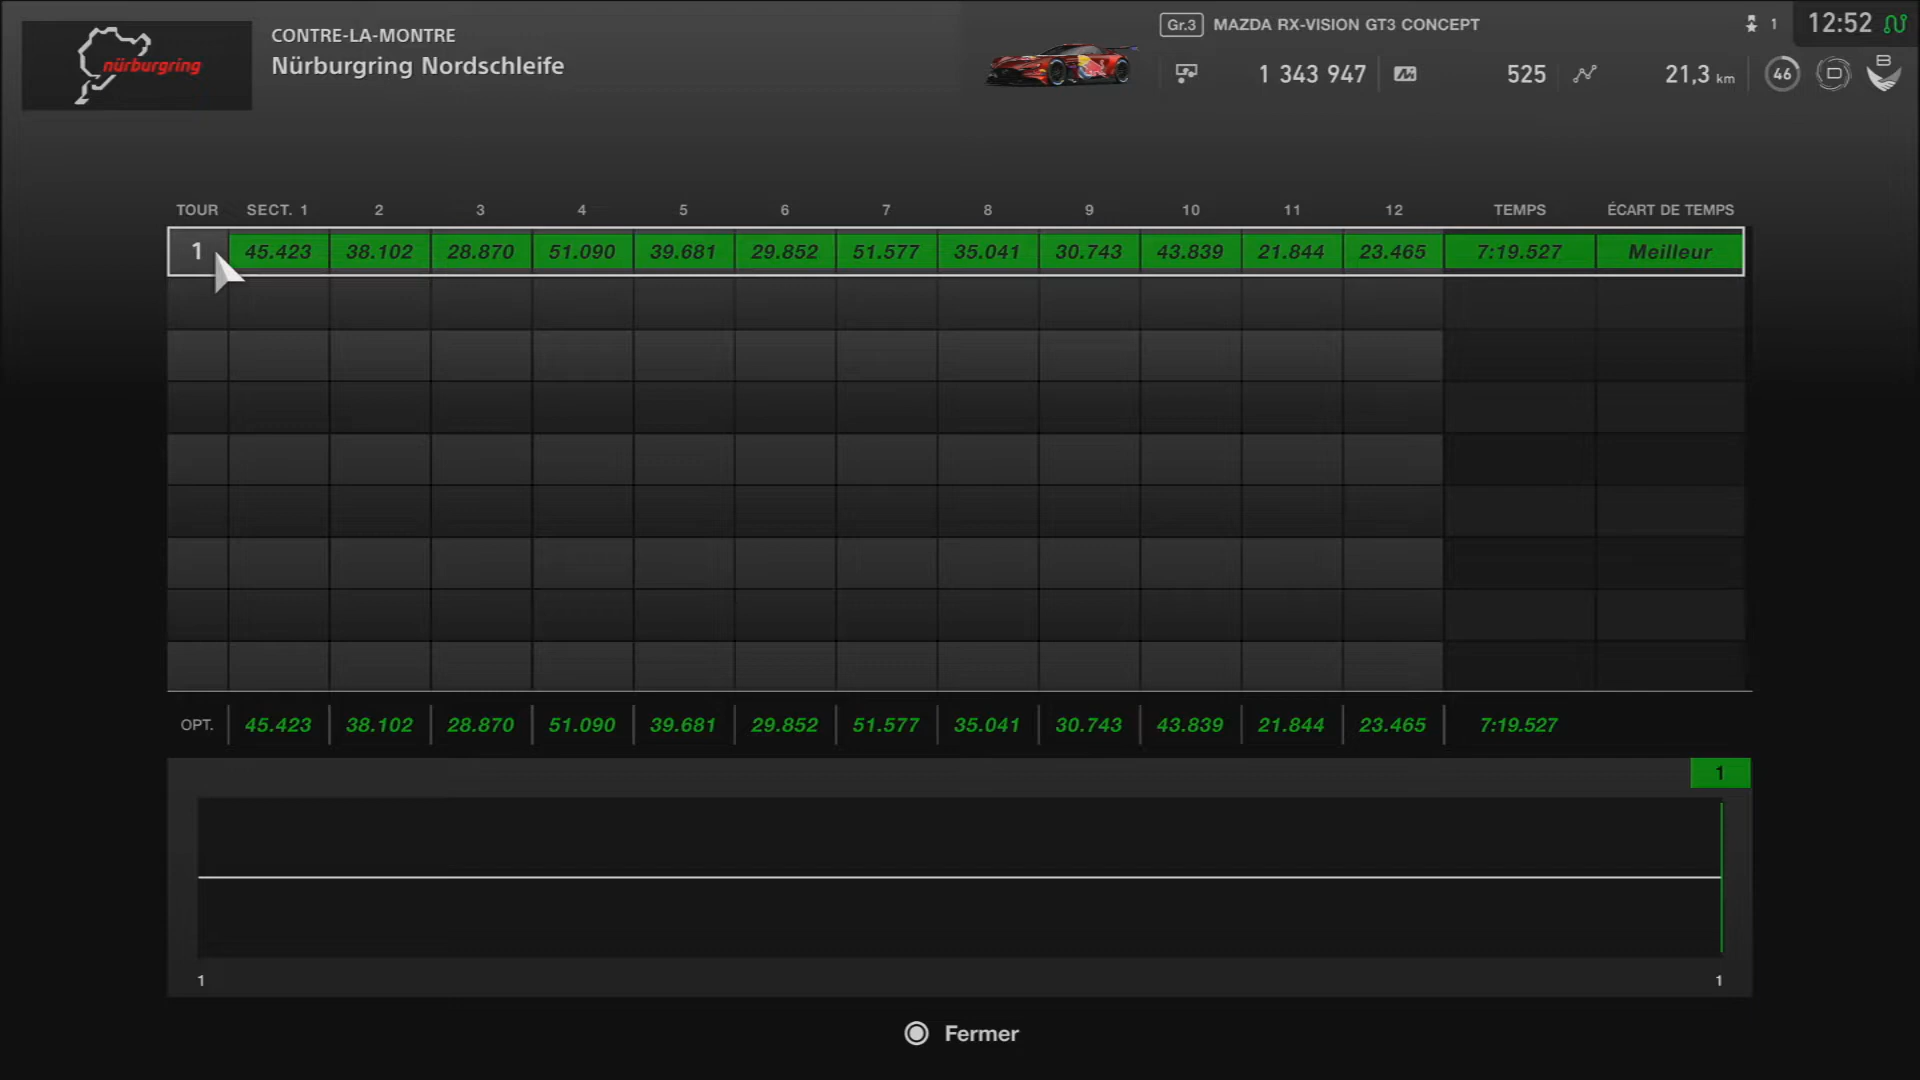 nürburgring
CONTRE-LA-MONTRE
Nürburgring Nordschleife
Gr.3 MAZDA RX-VISION GT3 CONCEPT
1 12:52
1 343 947 525 21,3 km 46 D B
TOUR SECT. 1 2 3 4 5 6 7 8 9 10 11 12 TEMPS ÉCART DE TEMPS
1 45.423 38.102 28.870 51.090 39.681 29.852 51.577 35.041 30.743 43.839 21.844 23.465 7:19.527 Meilleur
OPT. 45.423 38.102 28.870 51.090 39.681 29.852 51.577 35.041 30.743 43.839 21.844 23.465 7:19.527
1
1 1
Fermer